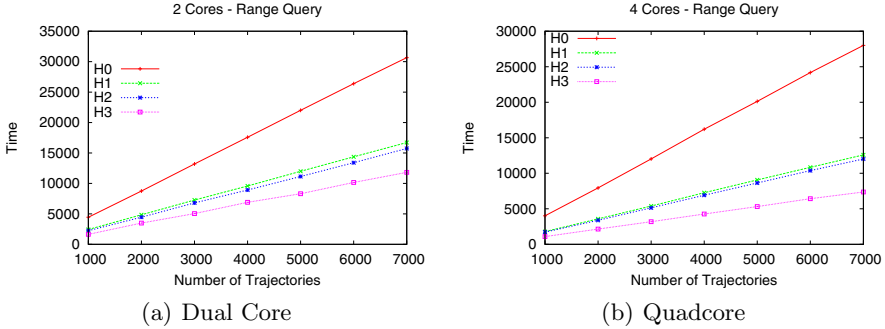 2 Cores - Range Query
35000
30000
25000
20000
15000
10000
5000
0
Time
H0
H1
H2
H3
1000 2000 3000 4000 5000 6000 7000
Number of Trajectories
(a) Dual Core
4 Cores - Range Query
30000
25000
20000
15000
10000
5000
0
Time
H0
H1
H2
H3
1000 2000 3000 4000 5000 6000 7000
Number of Trajectories
(b) Quadcore